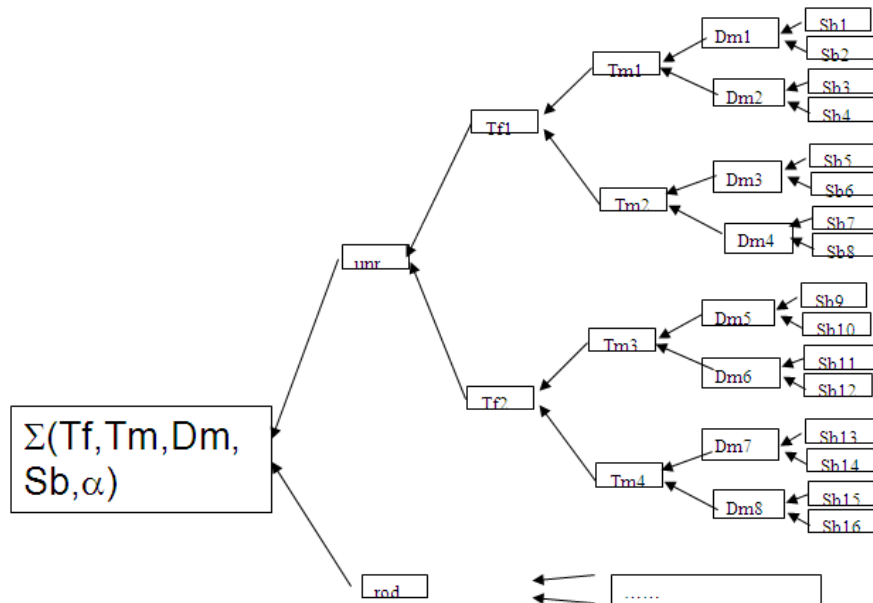 Sb1
Dm1
Sb2
Tm1
Sb3
Dm2
Sb4
Tf1
Sb5
Dm3
Sb6
Tm2
Sb7
Dm4
Sb8
unr
Sb9
Dm5
Sb10
Tm3
Sb11
Dm6
Sb12
Tf2
Σ(Tf,Tm,Dm,
Sb,α)
Sb13
Dm7
Sb14
Tm4
Sb15
Dm8
Sb16
rod
......